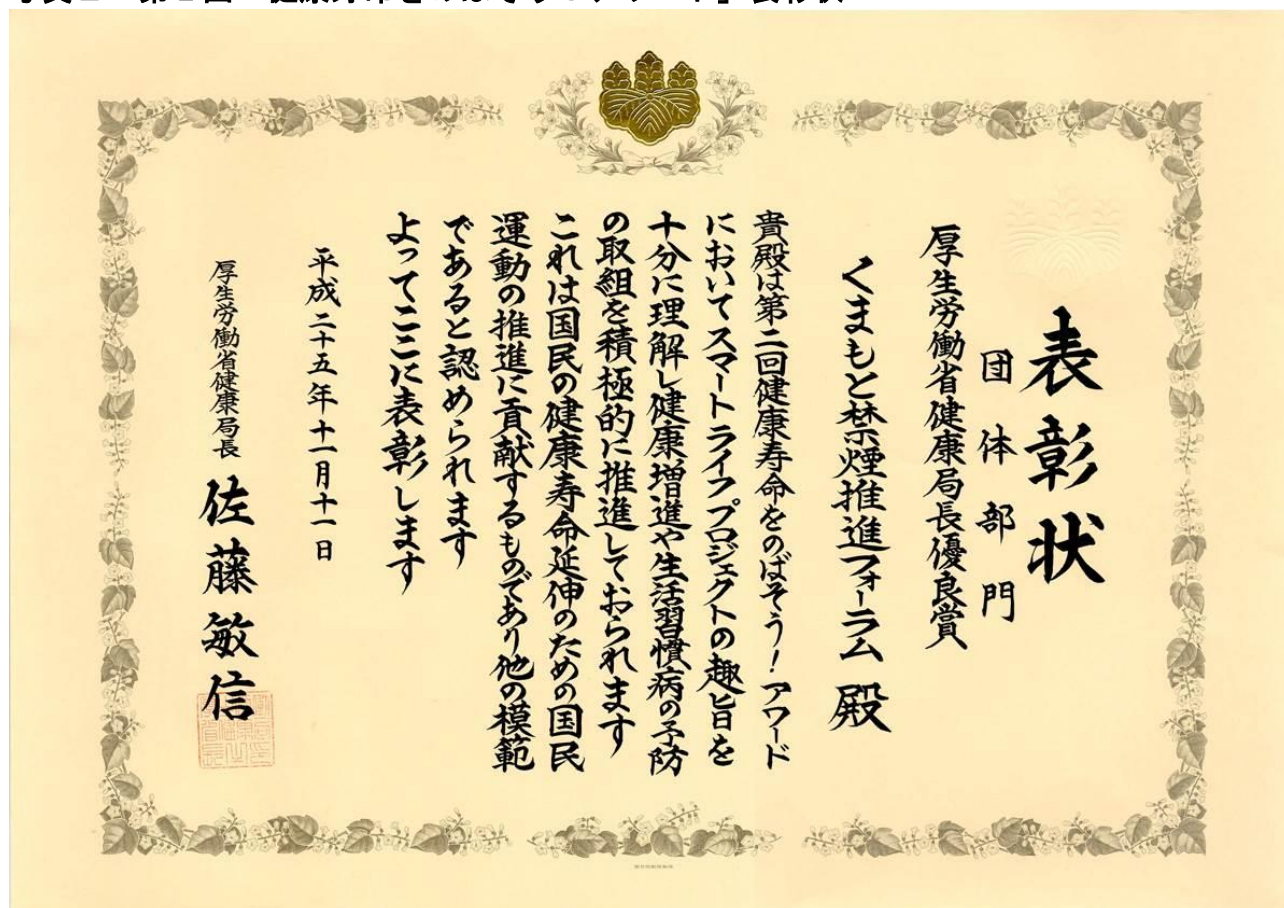 表彰状
団体部門
厚生労働省健康局長優良賞
くまもと禁煙推進フォーラム 殿
貴殿は第二回健康寿命をのばそう！アワード
においてスマートライフプロジェクトの趣旨を
十分に理解し健康増進や生活習慣病の予防
の取組を積極的に推進しておられます
これは国民の健康寿命延伸のための国民
運動の推進に貢献するものであり他の模範
であると認められます
よってここに表彰します
平成二十五年十一月十一日
厚生労働省健康局長 佐藤敏信